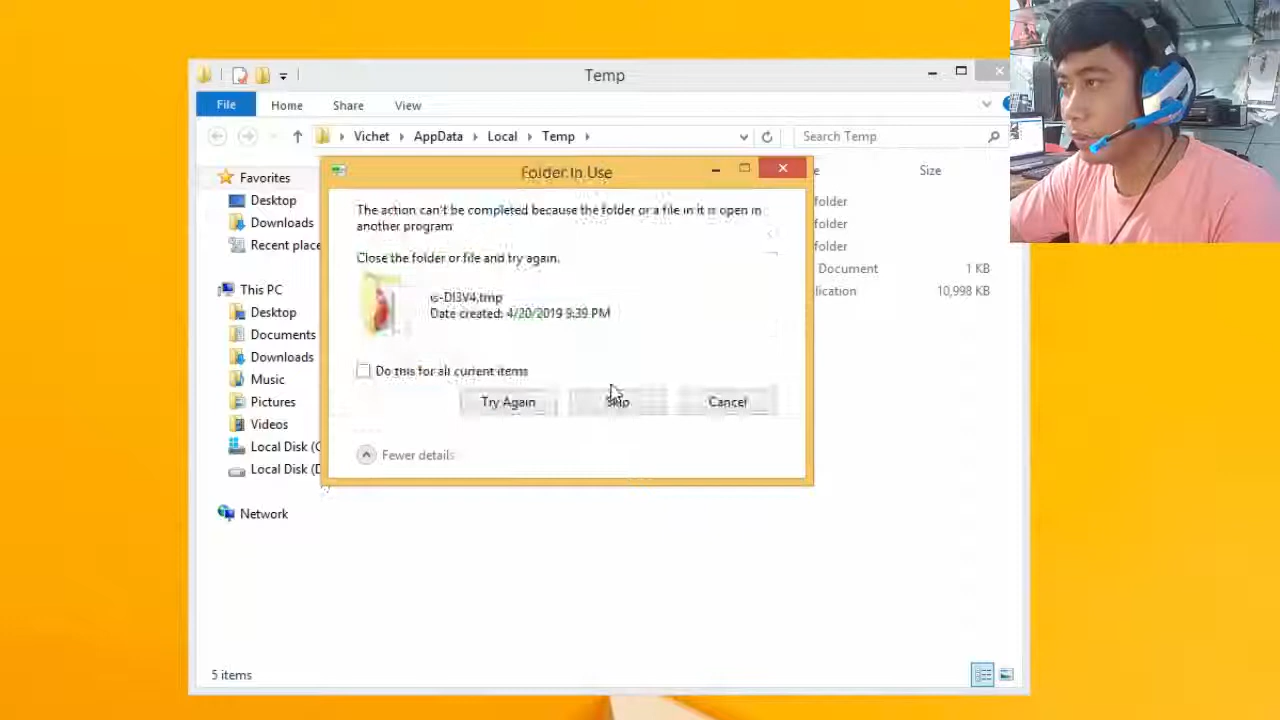 Temp
File Home Share View
Vichet AppData Local Temp
Search Temp
Favorites
Desktop
Downloads
Recent place
This PC
Desktop
Documents
Downloads
Music
Pictures
Videos
Local Disk (C
Local Disk (D
Network
Folder In Use
The action can't be completed because the folder or a file in it is open in
another program
Close the folder or file and try again.
Date created: 4/20/2019 9:39 PM
Do this for all current items
Try Again Skip Cancel
Fewer details
e Size
folder
folder
folder
Document 1 KB
lication 10,998 KB
5 items